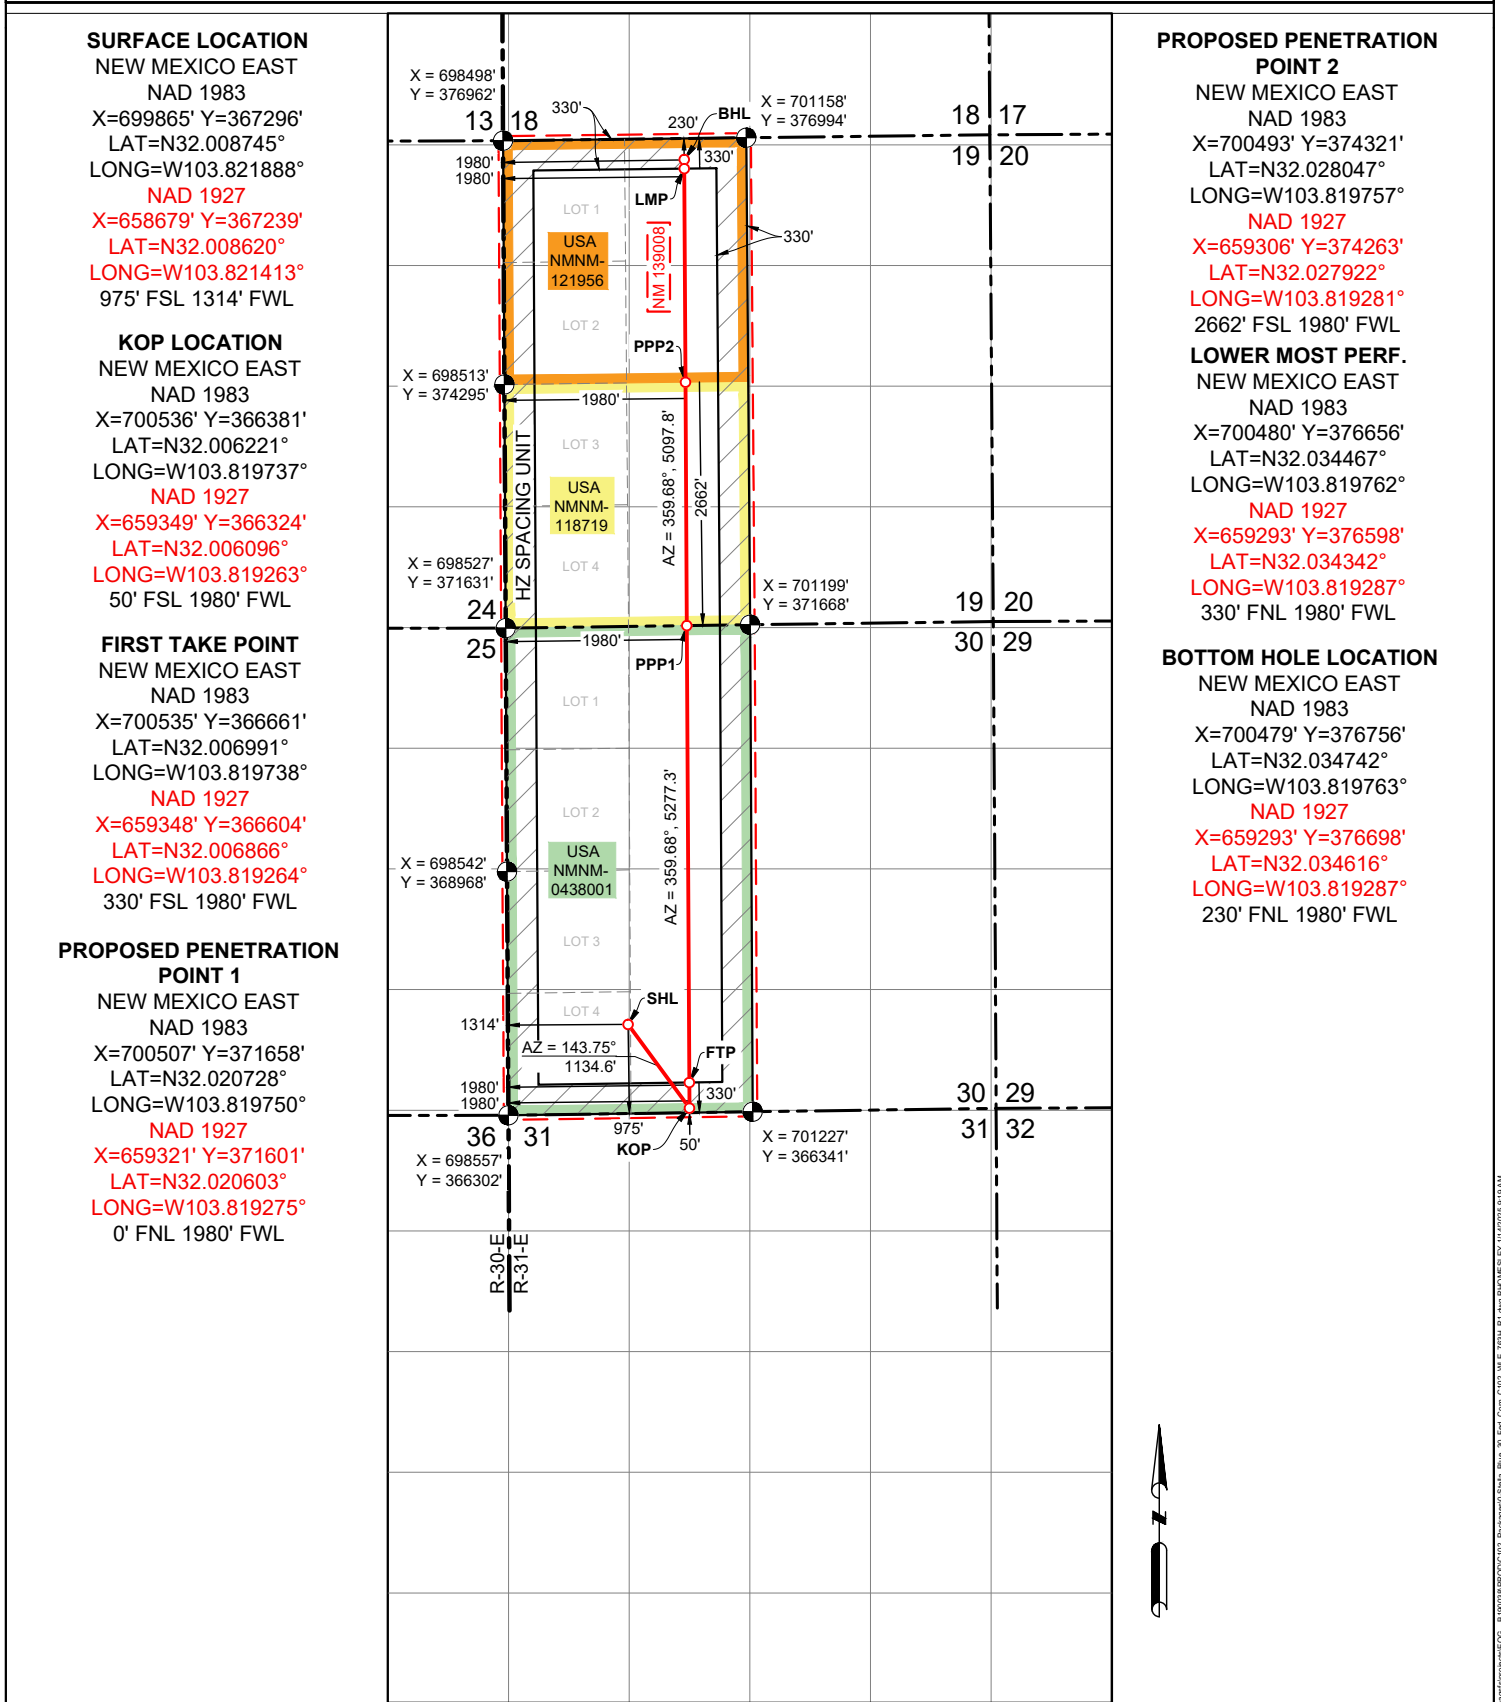 SURFACE LOCATION
NEW MEXICO EAST
NAD 1983
X=699865' Y=367296'
LAT=N32.008745°
LONG=W103.821888°
NAD 1927
X=658679' Y=367239'
LAT=N32.008620°
LONG=W103.821413°
975' FSL 1314' FWL
KOP LOCATION
NEW MEXICO EAST
NAD 1983
X=700536' Y=366381'
LAT=N32.006221°
LONG=W103.819737°
NAD 1927
X=659349' Y=366324'
LAT=N32.006096°
LONG=W103.819263°
50' FSL 1980' FWL
FIRST TAKE POINT
NEW MEXICO EAST
NAD 1983
X=700535' Y=366661'
LAT=N32.006991°
LONG=W103.819738°
NAD 1927
X=659348' Y=366604'
LAT=N32.006866°
LONG=W103.819264°
330' FSL 1980' FWL
PROPOSED PENETRATION
POINT 1
NEW MEXICO EAST
NAD 1983
X=700507' Y=371658'
LAT=N32.020728°
LONG=W103.819750°
NAD 1927
X=659321' Y=371601'
LAT=N32.020603°
LONG=W103.819275°
0' FNL 1980' FWL
X = 698498'
Y = 376962'
330'
230'
BHL
X = 701158'
Y = 376994'
13 18
18 17
19 20
1980'
1980'
330'
LMP
LOT 1
USA
NMNM-
121956
[NM 139008]
330'
LOT 2
PPP2
X = 698513'
Y = 374295'
1980'
LOT 3
HZ SPACING UNIT
AZ = 359.68°, 5097.8'
2662'
USA
NMNM-
118719
LOT 4
X = 698527'
Y = 371631'
X = 701199'
Y = 371668'
24
25
19 20
30 29
1980'
PPP1
LOT 1
AZ = 359.68°, 5277.3'
LOT 2
USA
NMNM-
0438001
X = 698542'
Y = 368968'
LOT 3
SHL
LOT 4
1314'
AZ = 143.75°
1134.6'
FTP
1980'
1980'
330'
30 29
31 32
36 31
975'
KOP
50'
X = 701227'
Y = 366341'
X = 698557'
Y = 366302'
R-30-E
R-31-E
PROPOSED PENETRATION
POINT 2
NEW MEXICO EAST
NAD 1983
X=700493' Y=374321'
LAT=N32.028047°
LONG=W103.819757°
NAD 1927
X=659306' Y=374263'
LAT=N32.027922°
LONG=W103.819281°
2662' FSL 1980' FWL
LOWER MOST PERF.
NEW MEXICO EAST
NAD 1983
X=700480' Y=376656'
LAT=N32.034467°
LONG=W103.819762°
NAD 1927
X=659293' Y=376598'
LAT=N32.034342°
LONG=W103.819287°
330' FNL 1980' FWL
BOTTOM HOLE LOCATION
NEW MEXICO EAST
NAD 1983
X=700479' Y=376756'
LAT=N32.034742°
LONG=W103.819763°
NAD 1927
X=659293' Y=376698'
LAT=N32.034616°
LONG=W103.819287°
230' FNL 1980' FWL
N